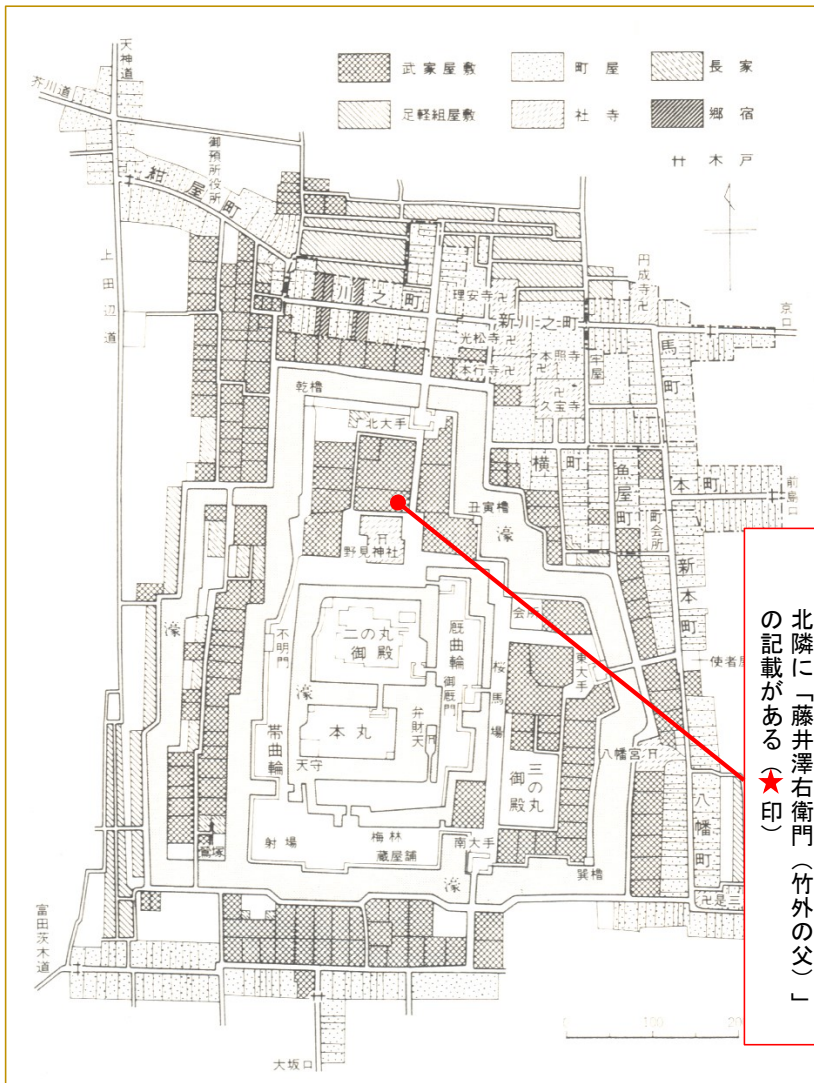 武家屋敷
町屋
長家
足軽組屋敷
社寺
郷宿
木戸
天神道
芥川道
御預所役所
紺屋町
上田辺道
川之町
理安寺
新川之町
円成寺
京口
馬町
光松寺
本照寺
牢屋
本行寺
久宝寺
乾櫓
北大手
横町
魚屋町
本町
前島口
丑寅櫓
濠
町会所
新本町
野見神社
会所
使者屋
二の丸御殿
厩曲輪
不明門
濠
濠
御厩門
桜馬場
東大手
帯曲輪
本丸
弁財天
天守
三の丸御殿
八幡宮
八幡町
射場
梅林
蔵屋舗
南大手
濠
巽櫓
是三
富田茨木道
大坂口
0
100
北隣に「藤井澤右衛門(竹外の父)」
の記載がある(★印)